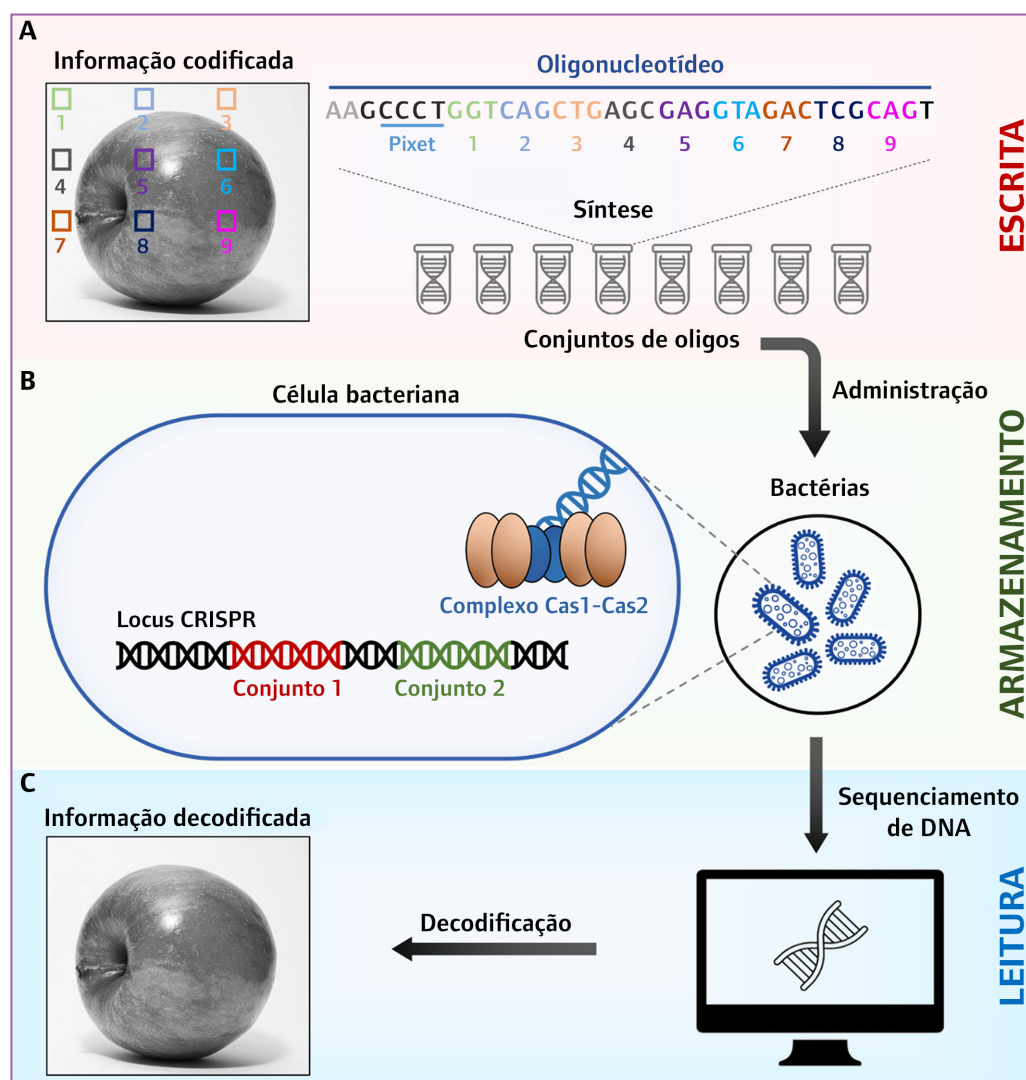 A
Informação codificada
1
2
3
4
5
6
7
8
9
Oligonucleotídeo
AAGCCCCTGGTCAGCTGAGCGAGGTAGACTCGCAGT
Pixet 1 2 3 4 5 6 7 8 9
Síntese
Conjuntos de oligos
ESCRITA
Administração
B
Célula bacteriana
Bactérias
Complexo Cas1-Cas2
Locus CRISPR
Conjunto 1 Conjunto 2
ARMAZENAMENTO
C
Informação decodificada
Sequenciamento
de DNA
Decodificação
LEITURA